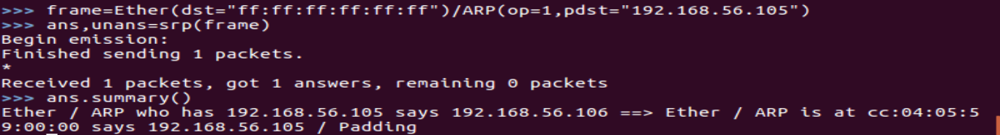 >>> frame=Ether(dst="ff:ff:ff:ff:ff:ff")/ARP(op=1,pdst="192.168.56.105")
>>> ans,unans=srp(frame)
Begin emission:
Finished sending 1 packets.
*
Received 1 packets, got 1 answers, remaining 0 packets
>>> ans.summary()
Ether / ARP who has 192.168.56.105 says 192.168.56.106 ==> Ether / ARP is at cc:04:05:5
9:00:00 says 192.168.56.105 / Padding